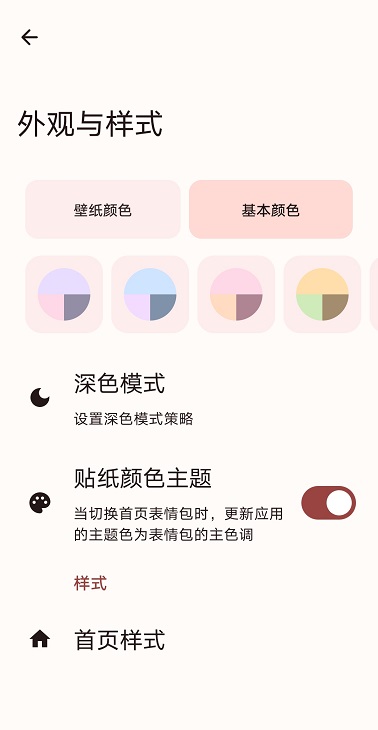 外观与样式
壁纸颜色
基本颜色
深色模式
设置深色模式策略
贴纸颜色主题
当切换首页表情包时，更新应用
的主题色为表情包的主色调
样式
首页样式